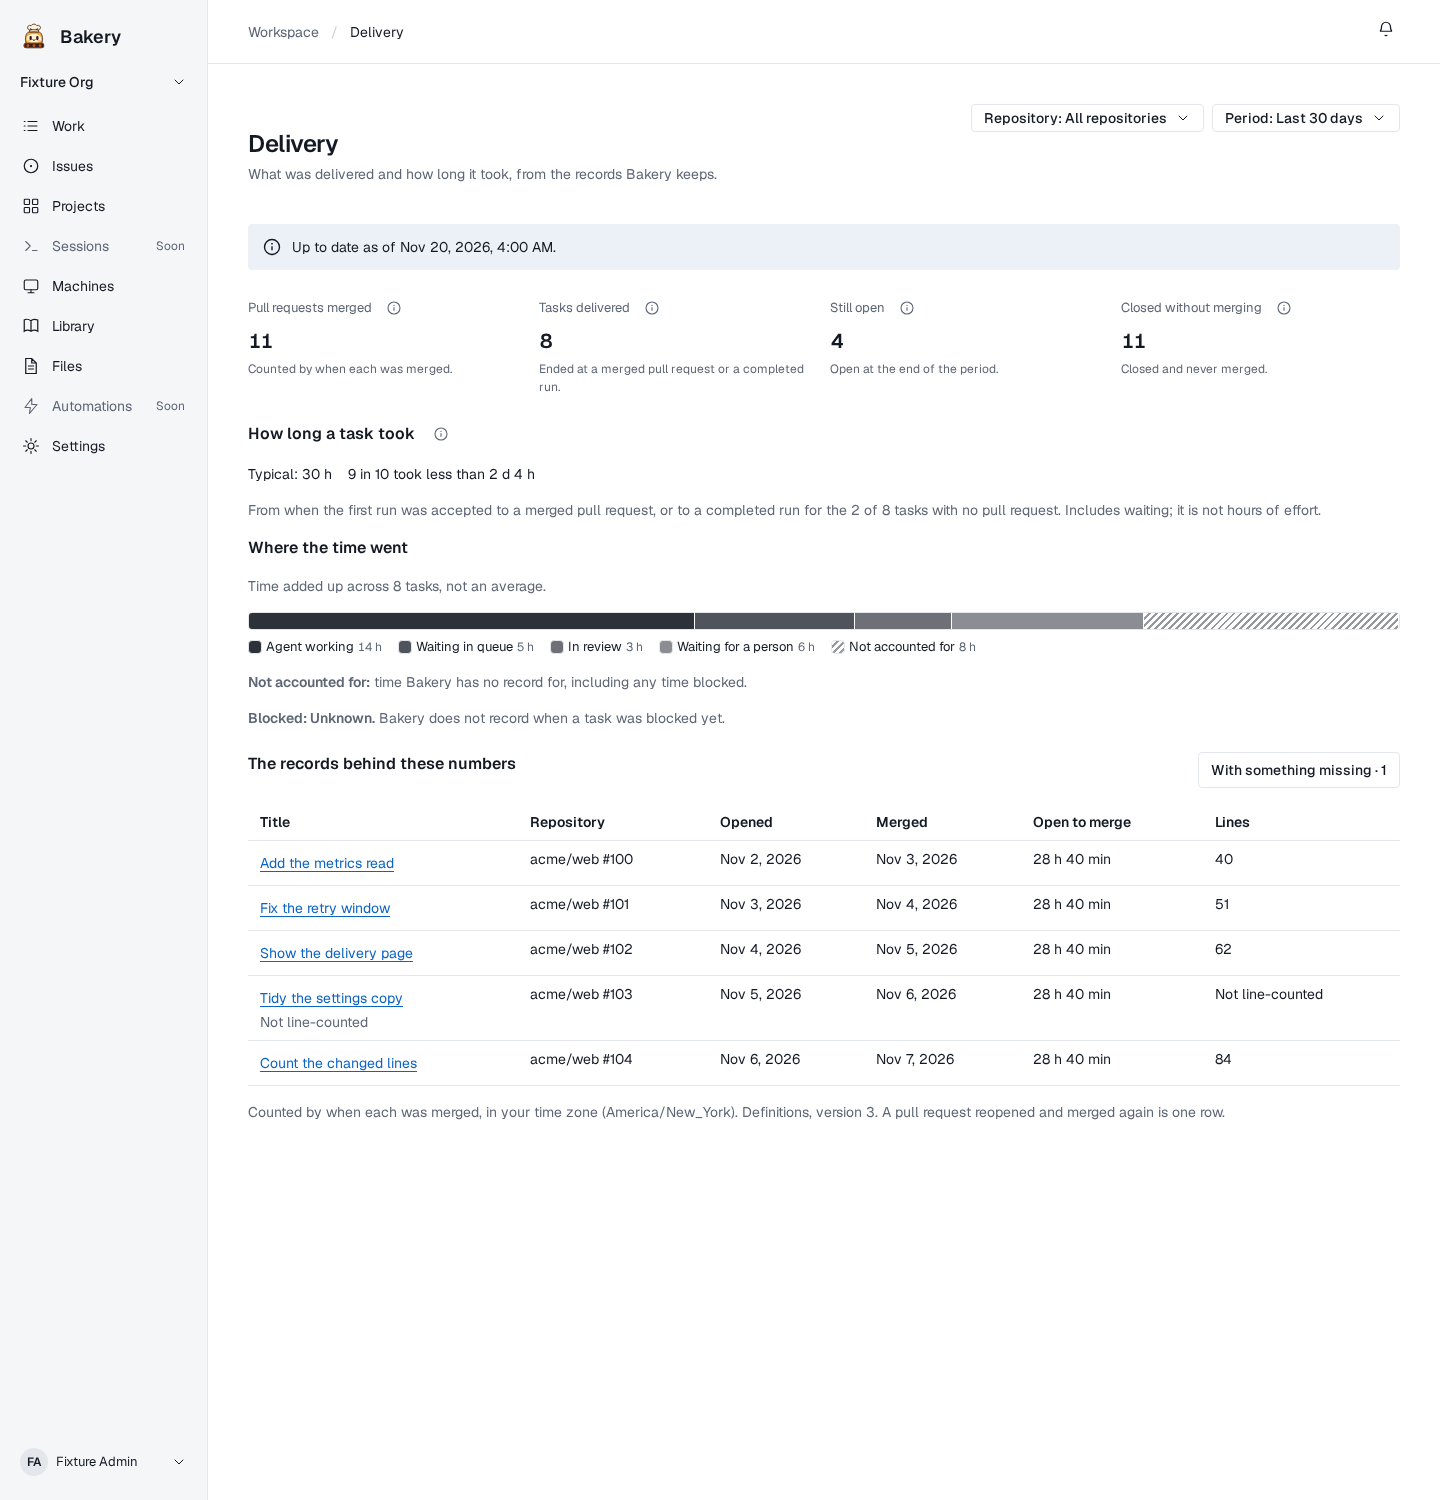 Bakery
Fixture Org
Work
Issues
Projects
Sessions Soon
Machines
Library
Files
Automations Soon
Settings
FA Fixture Admin
Workspace / Delivery
Repository: All repositories Period: Last 30 days
Delivery
What was delivered and how long it took, from the records Bakery keeps.
Up to date as of Nov 20, 2026, 4:00 AM.
Pull requests merged
11
Counted by when each was merged.
Tasks delivered
8
Ended at a merged pull request or a completed
run.
Still open
4
Open at the end of the period.
Closed without merging
11
Closed and never merged.
How long a task took
Typical: 30 h 9 in 10 took less than 2 d 4 h
From when the first run was accepted to a merged pull request, or to a completed run for the 2 of 8 tasks with no pull request. Includes waiting; it is not hours of effort.
Where the time went
Time added up across 8 tasks, not an average.
Agent working 14 h Waiting in queue 5 h In review 3 h Waiting for a person 6 h Not accounted for 8 h
Not accounted for: time Bakery has no record for, including any time blocked.
Blocked: Unknown. Bakery does not record when a task was blocked yet.
The records behind these numbers
With something missing · 1
Title Repository Opened Merged Open to merge Lines
Add the metrics read acme/web #100 Nov 2, 2026 Nov 3, 2026 28 h 40 min 40
Fix the retry window acme/web #101 Nov 3, 2026 Nov 4, 2026 28 h 40 min 51
Show the delivery page acme/web #102 Nov 4, 2026 Nov 5, 2026 28 h 40 min 62
Tidy the settings copy acme/web #103 Nov 5, 2026 Nov 6, 2026 28 h 40 min Not line-counted
Not line-counted
Count the changed lines acme/web #104 Nov 6, 2026 Nov 7, 2026 28 h 40 min 84
Counted by when each was merged, in your time zone (America/New_York). Definitions, version 3. A pull request reopened and merged again is one row.